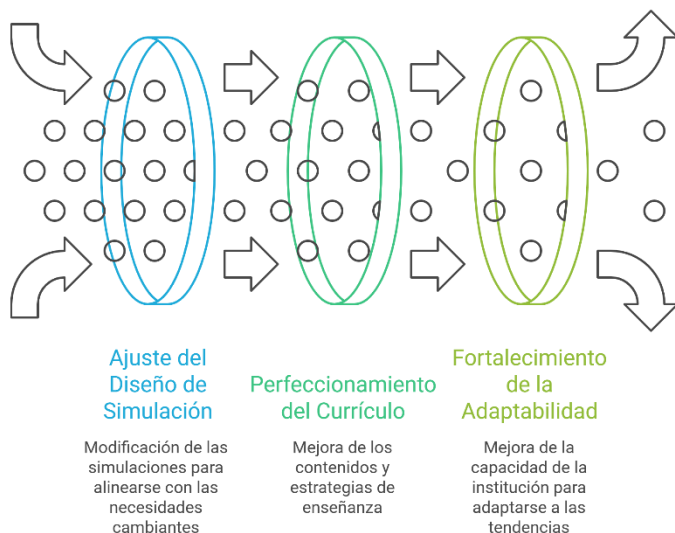 Ajuste del
Diseño de
Simulación
Modificación de las
simulaciones para
alinearse con las
necesidades
cambiantes
Perfeccionamiento
del Currículo
Mejora de los
contenidos y
estrategias de
enseñanza
Fortalecimiento
de la
Adaptabilidad
Mejora de la
capacidad de la
institución para
adaptarse a las
tendencias